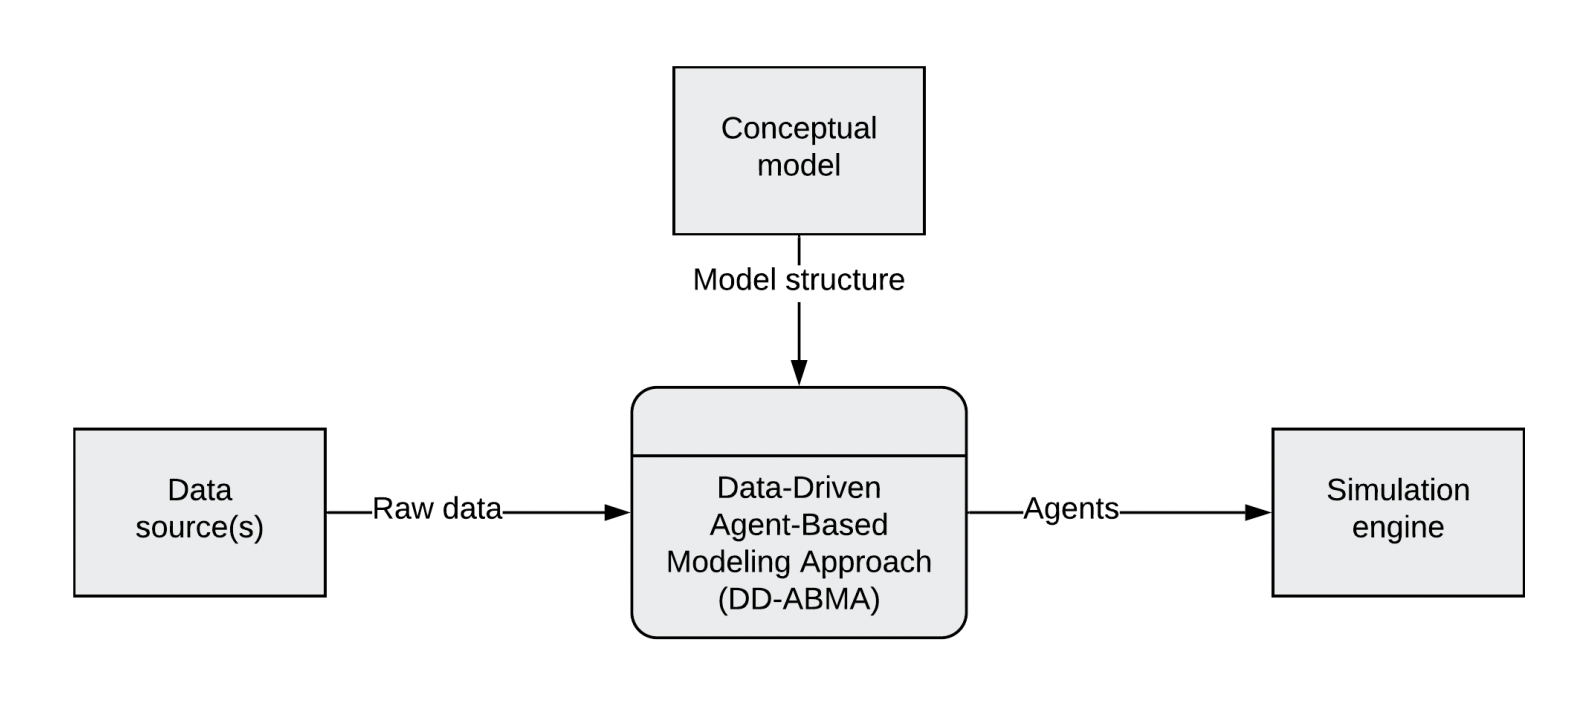 Conceptual
model
Model structure
Data
source(s)
Raw data
Data-Driven
Agent-Based
Modeling Approach
(DD-ABMA)
Agents
Simulation
engine